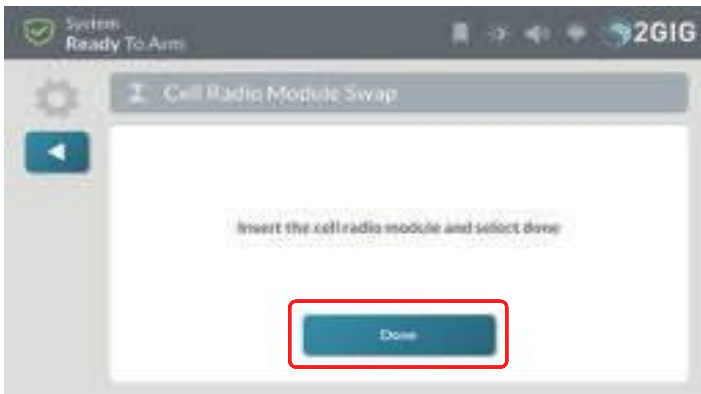 System
Ready To Arm
2GIG
Cell Radio Module Swap
Insert the cell radio module and select done
Done